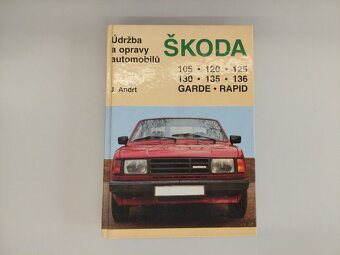 Údržba
a opravy
automobilů
J. Andrt
ŠKODA
105 • 120 • 125
130 • 135 • 136
GARDE • RAPID